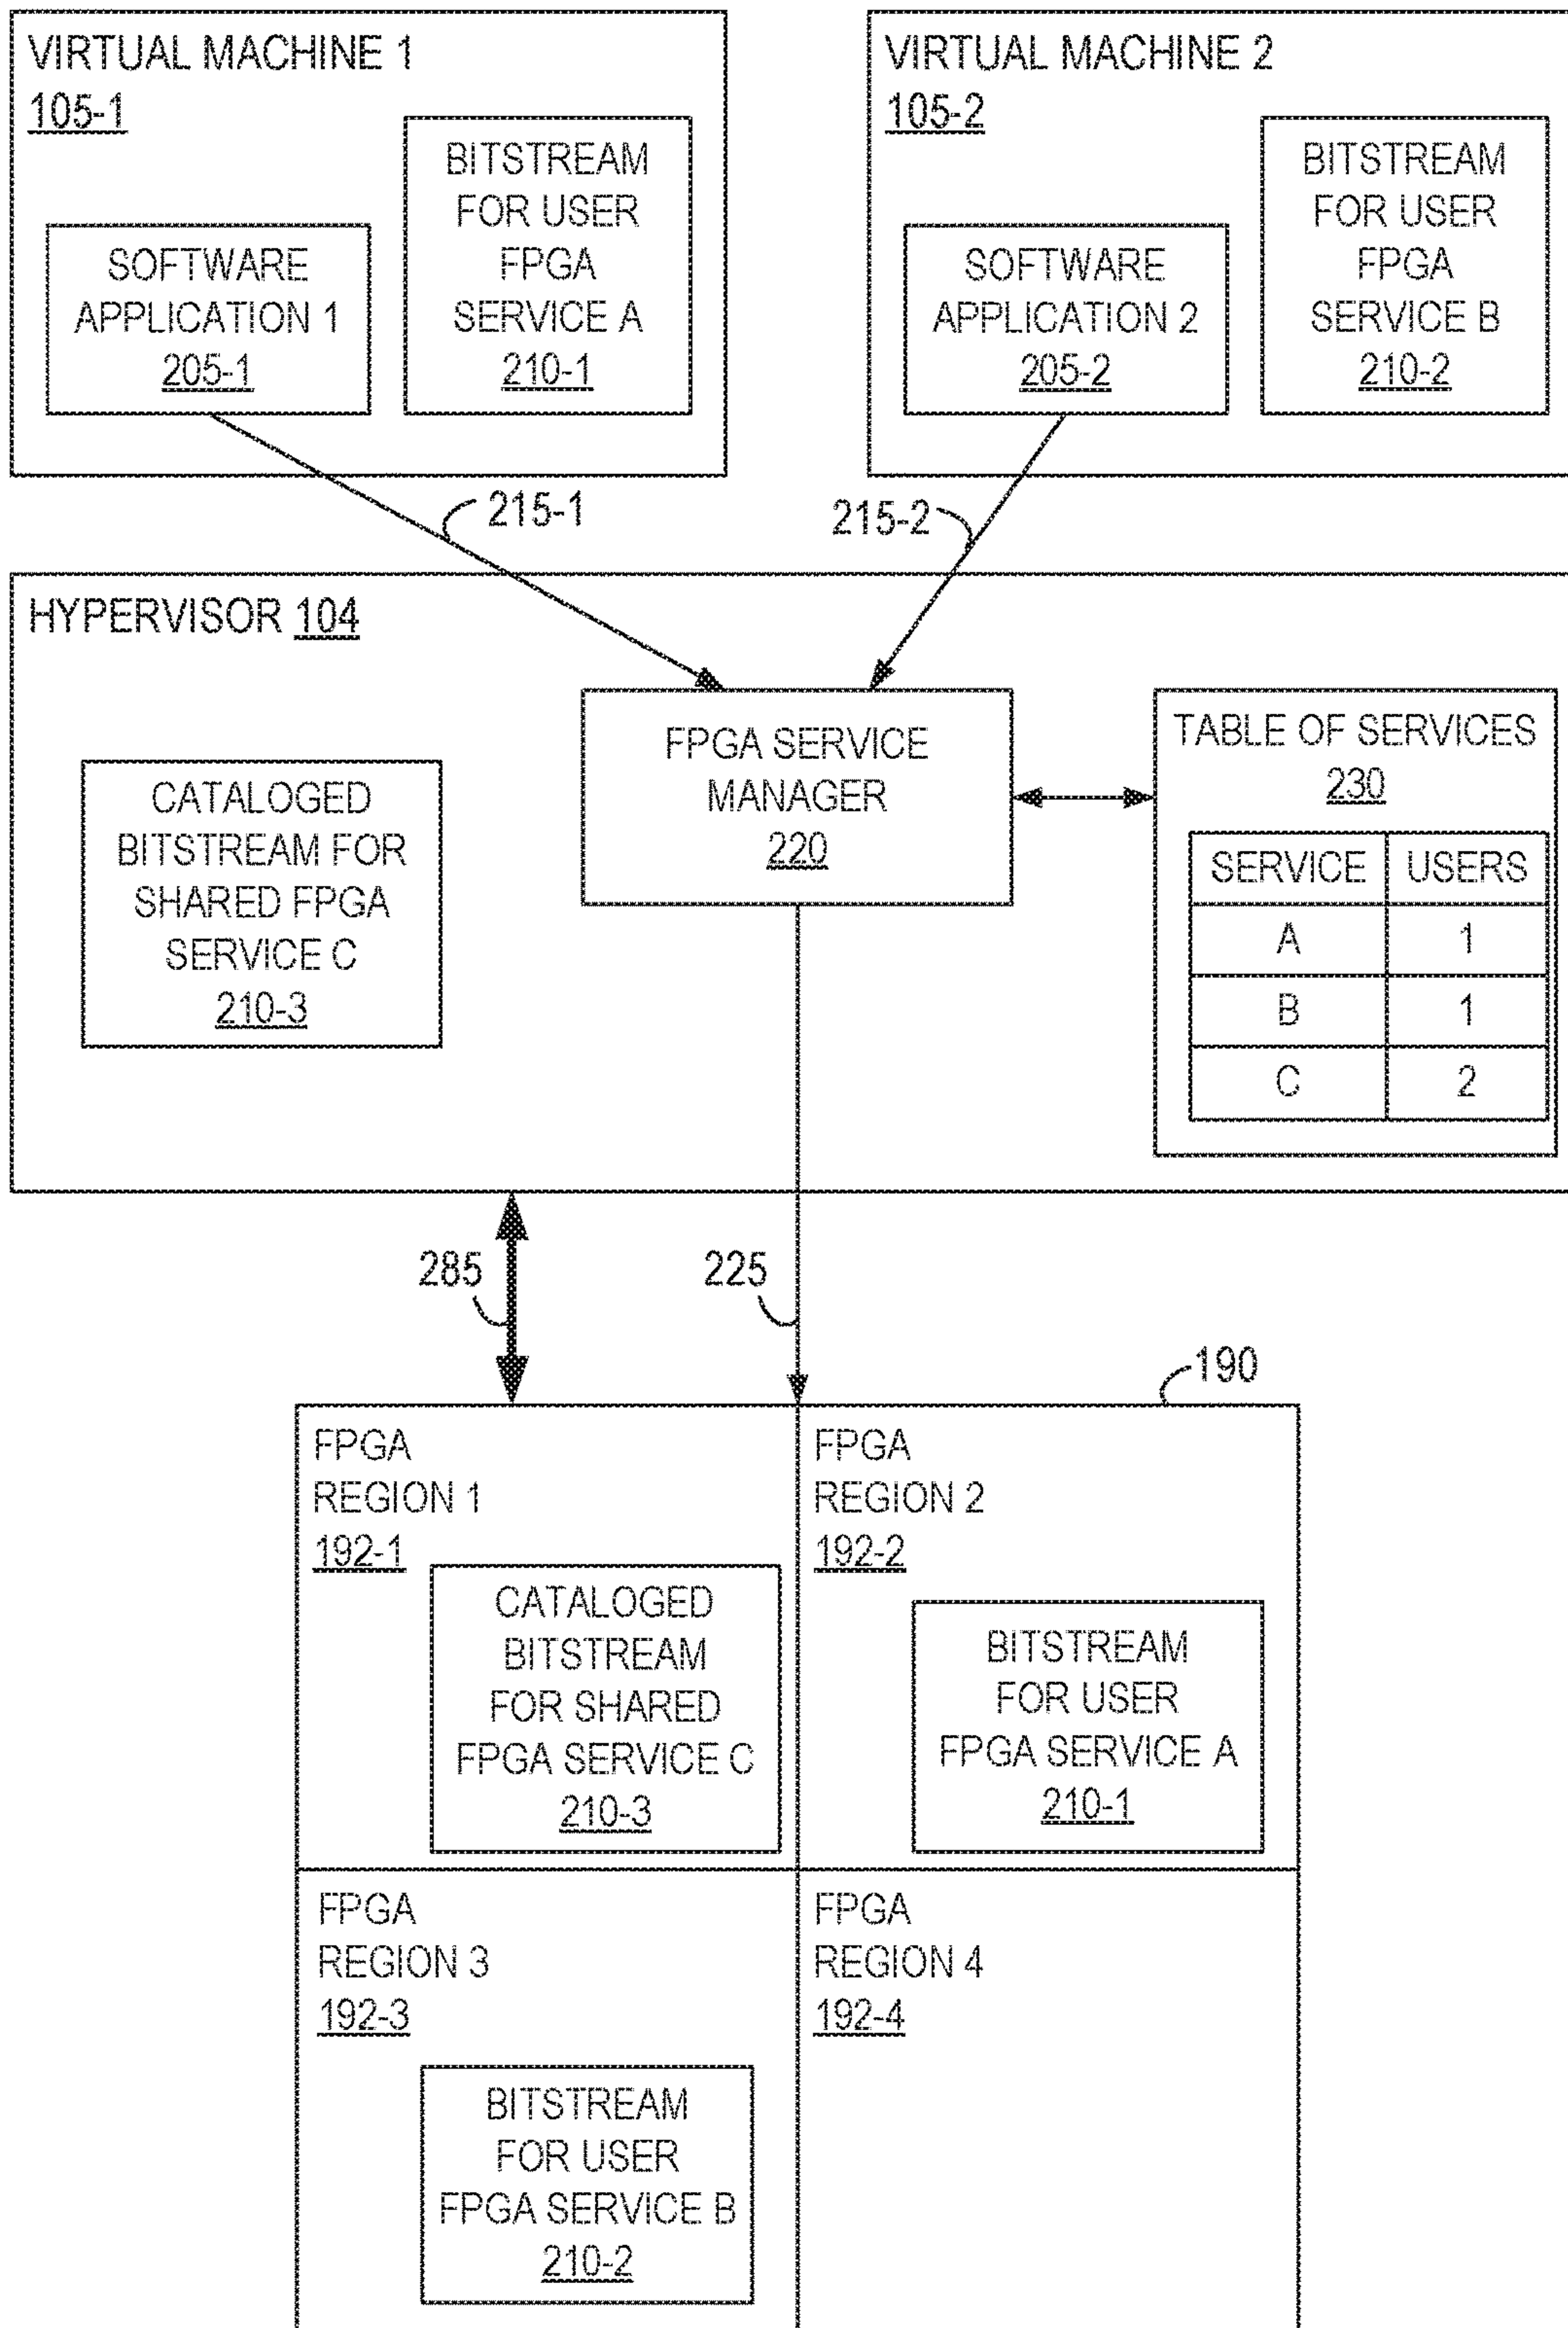 VIRTUAL MACHINE 1
105-1
SOFTWARE
APPLICATION 1
205-1
BITSTREAM
FOR USER
FPGA
SERVICE A
210-1
VIRTUAL MACHINE 2
105-2
SOFTWARE
APPLICATION 2
205-2
BITSTREAM
FOR USER
FPGA
SERVICE B
210-2
215-1
215-2
HYPERVISOR 104
CATALOGED
BITSTREAM FOR
SHARED FPGA
SERVICE C
210-3
FPGA SERVICE
MANAGER
220
TABLE OF SERVICES
230
SERVICE USERS
A 1
B 1
C 2
285
225
190
FPGA
REGION 1
192-1
CATALOGED
BITSTREAM
FOR SHARED
FPGA SERVICE C
210-3
FPGA
REGION 2
192-2
BITSTREAM
FOR USER
FPGA SERVICE A
210-1
FPGA
REGION 3
192-3
BITSTREAM
FOR USER
FPGA SERVICE B
210-2
FPGA
REGION 4
192-4